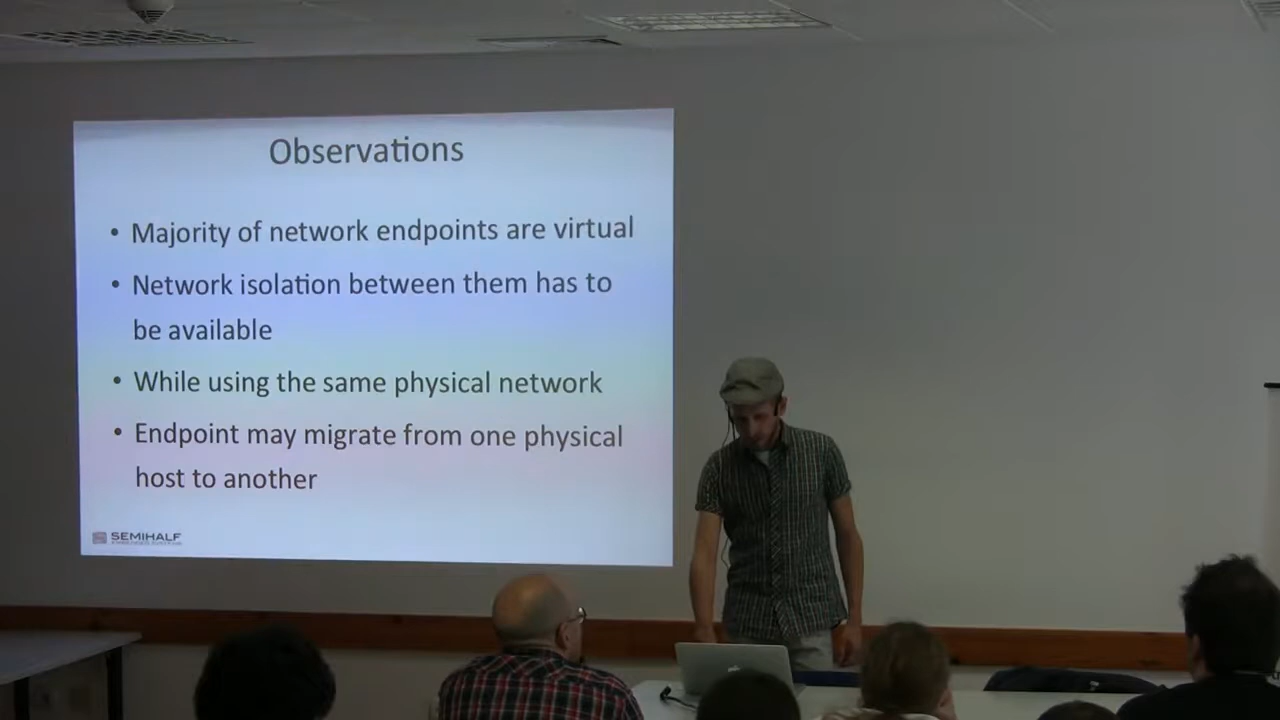 Observations
• Majority of network endpoints are virtual
• Network isolation between them has to
be available
• While using the same physical network
• Endpoint may migrate from one physical
host to another
SEMIHALF